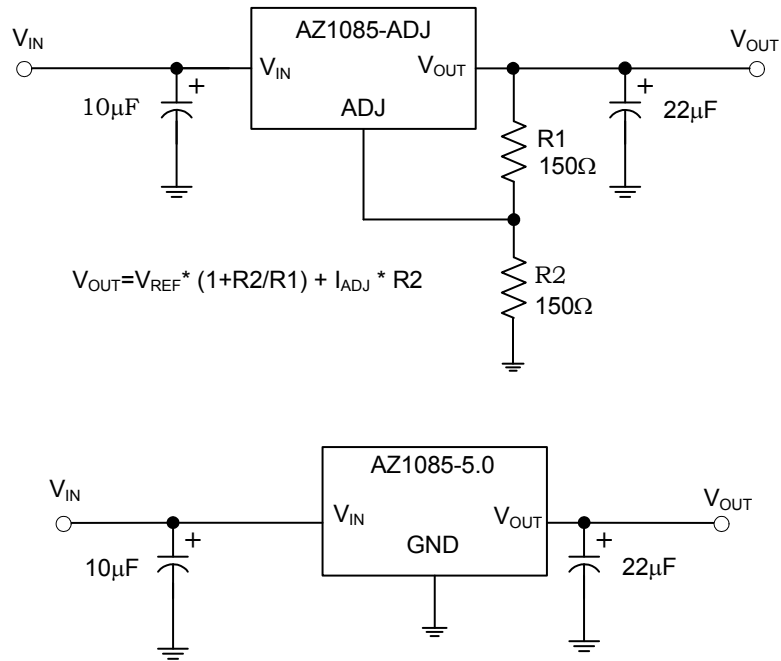 AZ1085-ADJ
V_IN
V_OUT
V_IN
V_OUT
+
+
10μF
ADJ
22μF
R1
150Ω
V_OUT=V_REF* (1+R2/R1) + I_ADJ * R2
R2
150Ω
AZ1085-5.0
V_IN
V_OUT
V_IN
V_OUT
+
+
GND
10μF
22μF